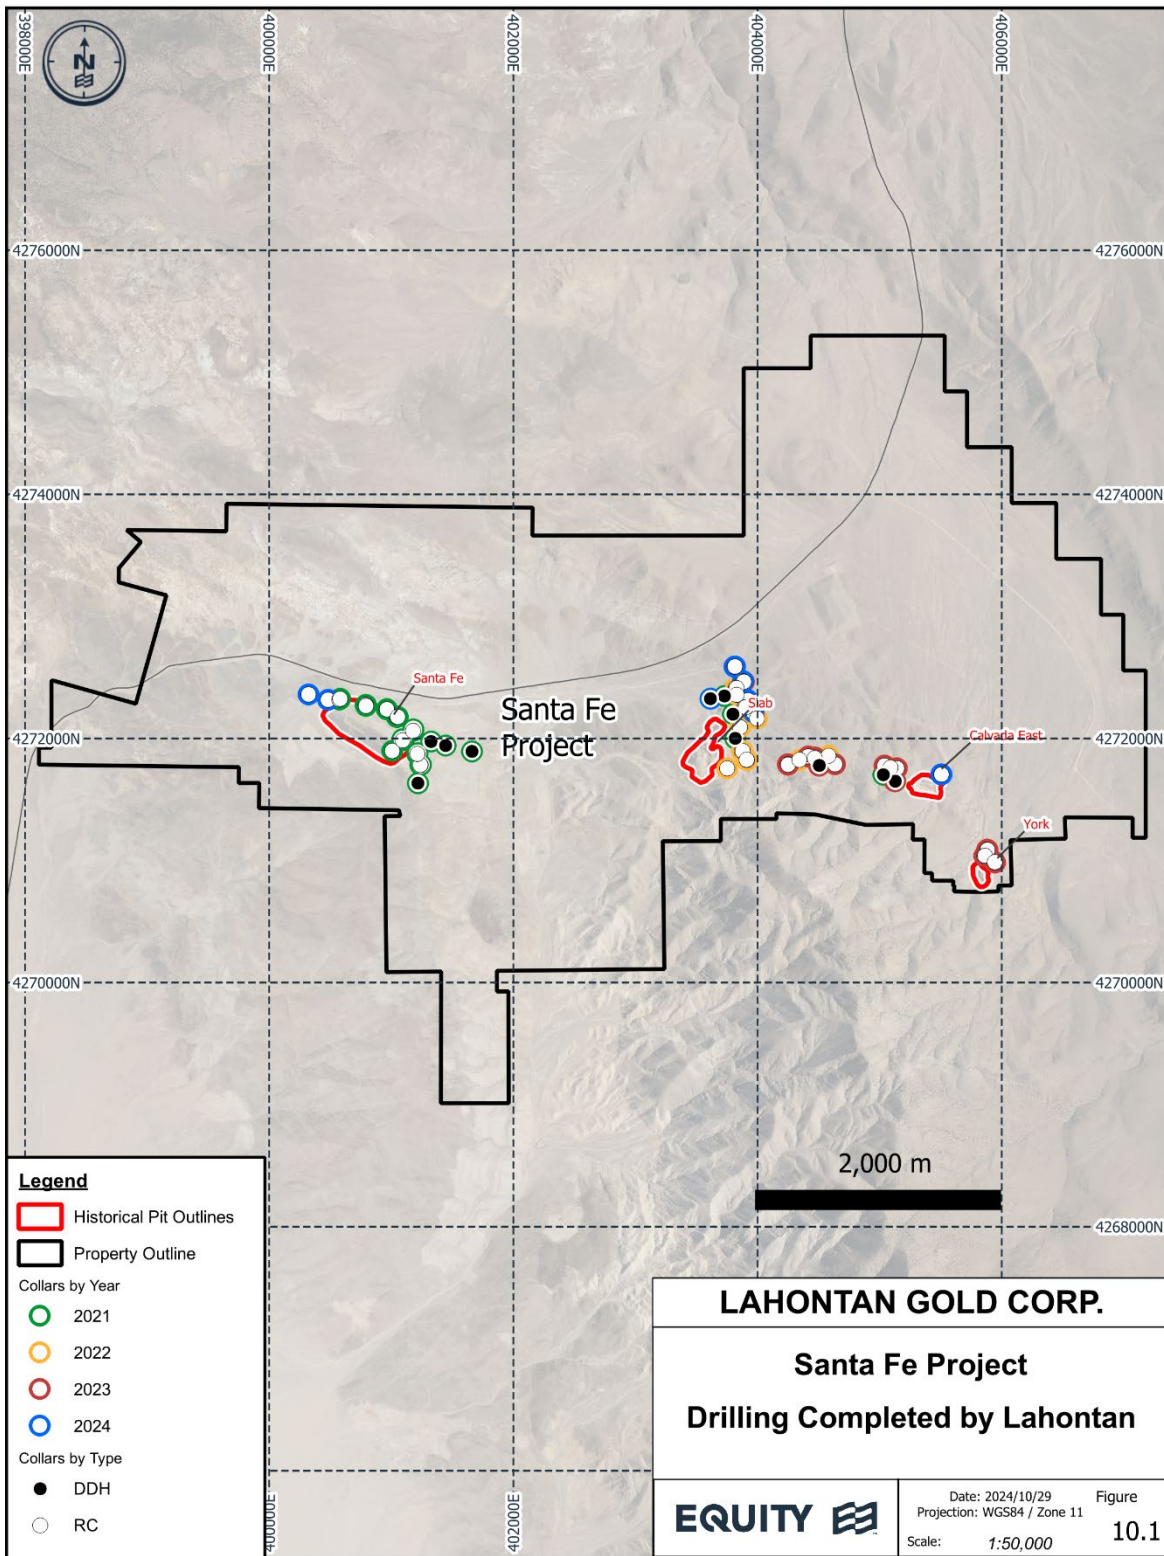 398000E
400000E
402000E
404000E
406000E
N
4276000N
4276000N
4274000N
4274000N
Santa Fe
Santa Fe
Project
Slab
Calvada East
4272000N
4272000N
York
4270000N
4270000N
2,000 m
4268000N
Legend
Historical Pit Outlines
Property Outline
Collars by Year
2021
2022
2023
2024
Collars by Type
DDH
RC
400000E
402000E
LAHONTAN GOLD CORP.
Santa Fe Project
Drilling Completed by Lahontan
EQUITY
Date: 2024/10/29
Projection: WGS84 / Zone 11
Scale: 1:50,000
Figure
10.1